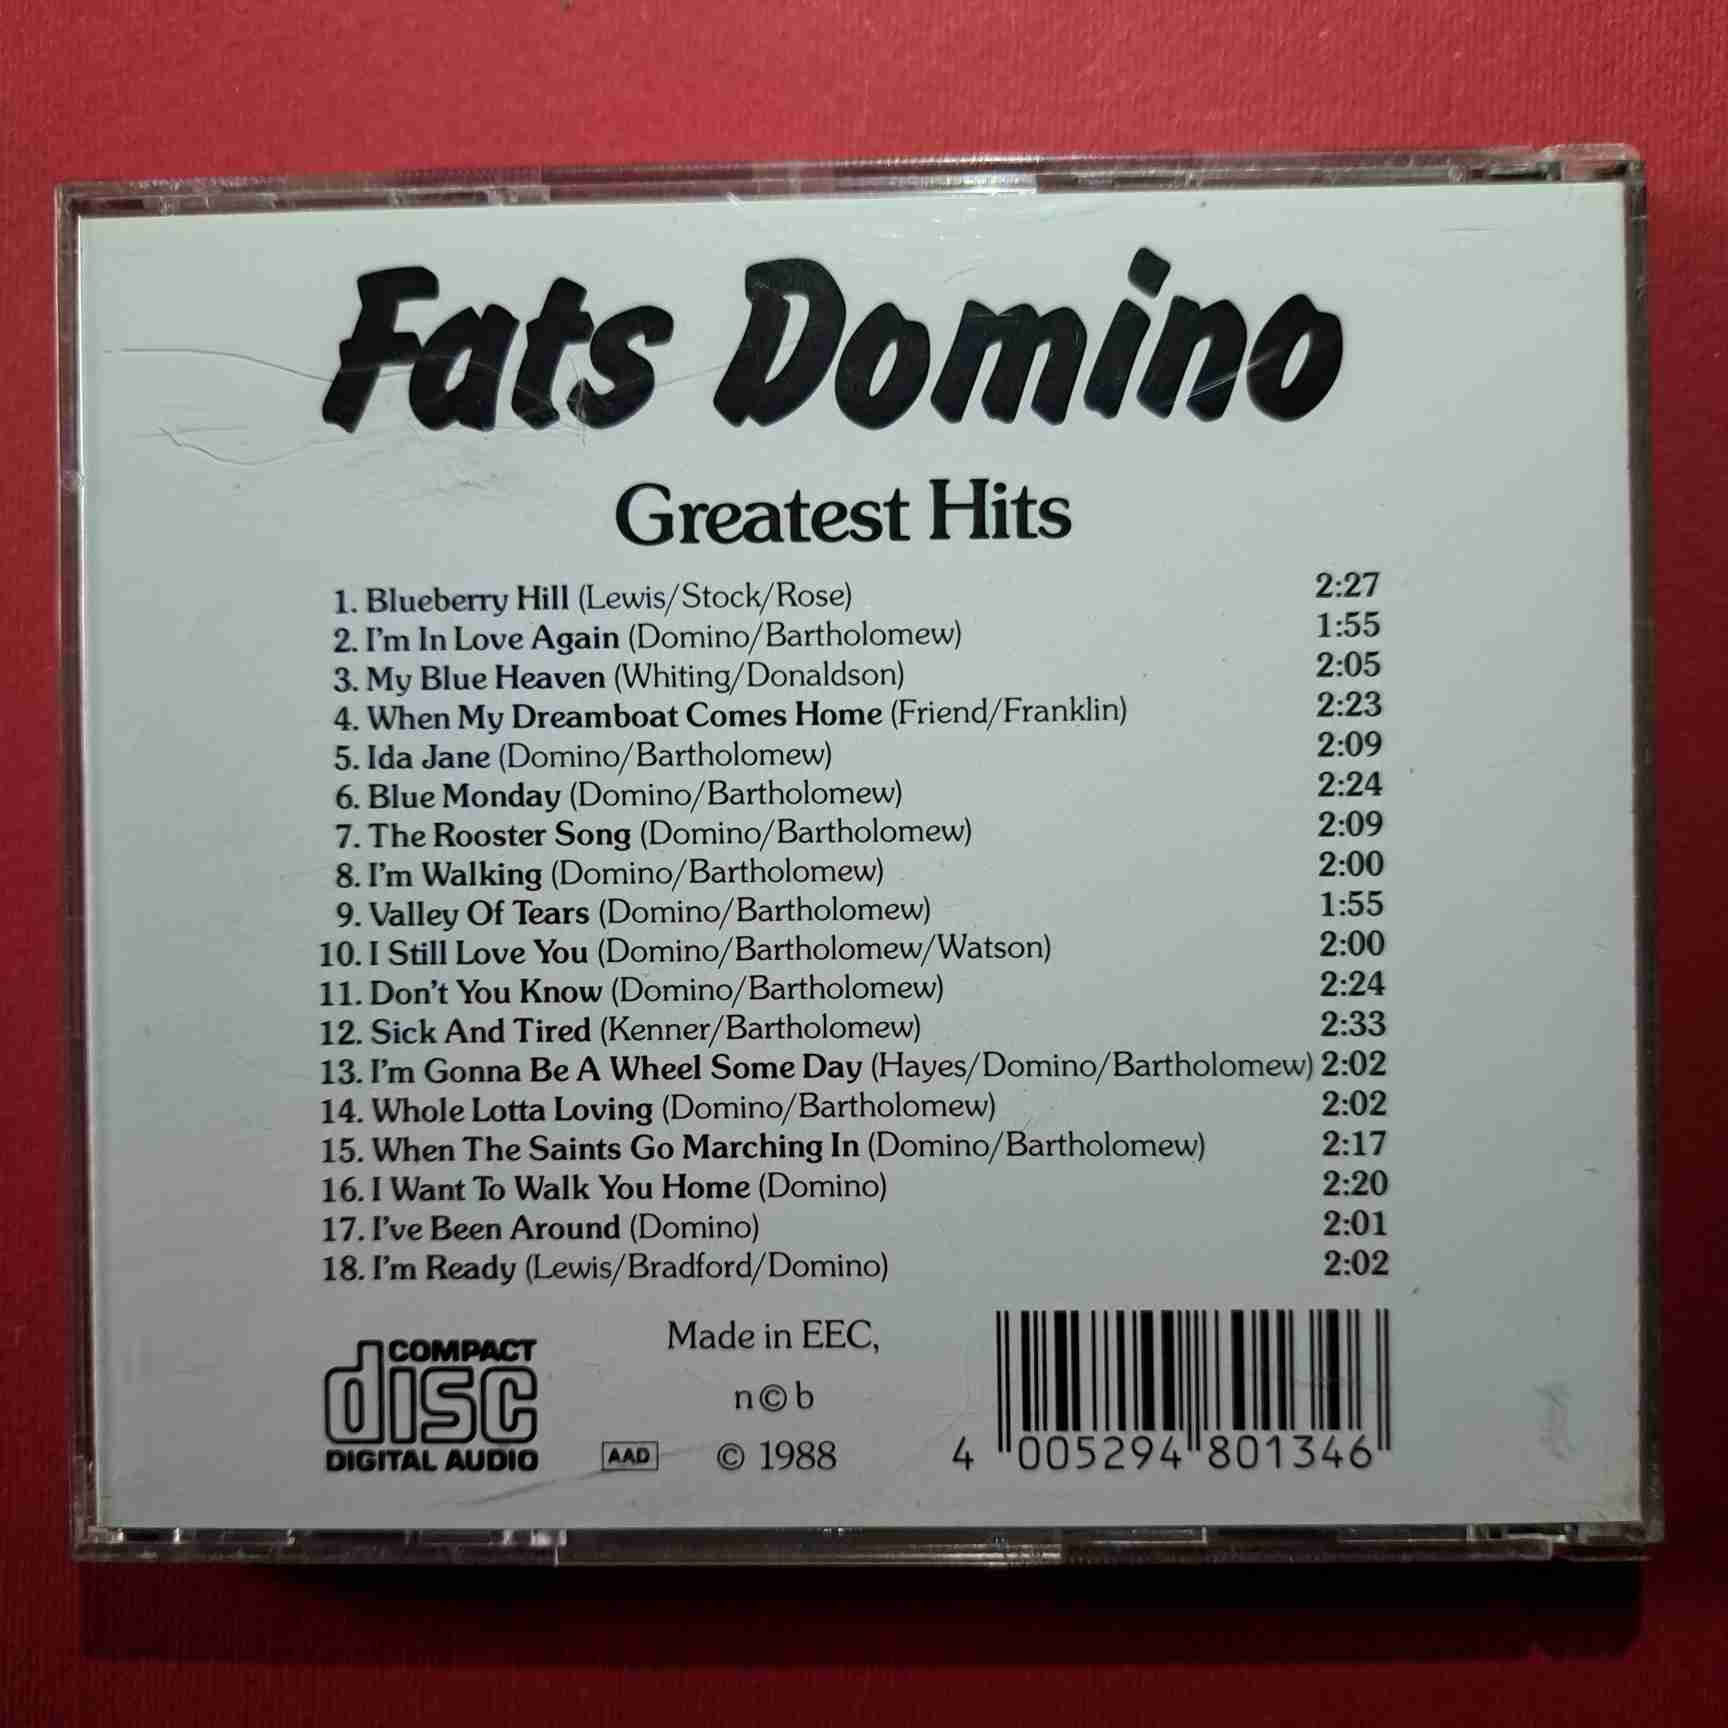 Fats Domino
Greatest Hits
1. Blueberry Hill (Lewis/Stock/Rose) 2:27
2. I'm In Love Again (Domino/Bartholomew) 1:55
3. My Blue Heaven (Whiting/Donaldson) 2:05
4. When My Dreamboat Comes Home (Friend/Franklin) 2:23
5. Ida Jane (Domino/Bartholomew) 2:09
6. Blue Monday (Domino/Bartholomew) 2:24
7. The Rooster Song (Domino/Bartholomew) 2:09
8. I'm Walking (Domino/Bartholomew) 2:00
9. Valley Of Tears (Domino/Bartholomew) 1:55
10. I Still Love You (Domino/Bartholomew/Watson) 2:00
11. Don't You Know (Domino/Bartholomew) 2:24
12. Sick And Tired (Kenner/Bartholomew) 2:33
13. I'm Gonna Be A Wheel Some Day (Hayes/Domino/Bartholomew) 2:02
14. Whole Lotta Loving (Domino/Bartholomew) 2:02
15. When The Saints Go Marching In (Domino/Bartholomew) 2:17
16. I Want To Walk You Home (Domino) 2:20
17. I've Been Around (Domino) 2:01
18. I'm Ready (Lewis/Bradford/Domino) 2:02
COMPACT
disc
DIGITAL AUDIO
AAD
Made in EEC,
n©b
© 1988
4 005294 801346